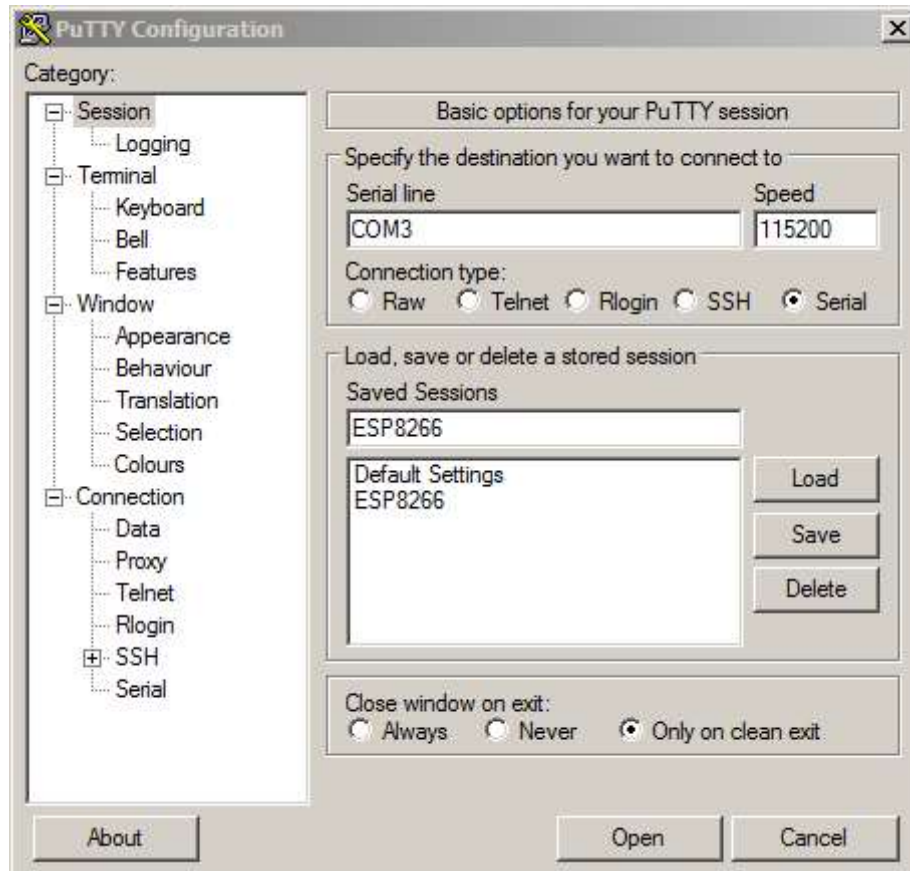 PuTTY Configuration
Category:
Session
Logging
Terminal
Keyboard
Bell
Features
Window
Appearance
Behaviour
Translation
Selection
Colours
Connection
Data
Proxy
Telnet
Rlogin
SSH
Serial
Basic options for your PuTTY session
Specify the destination you want to connect to
Serial line Speed
COM3 115200
Connection type:
Raw Telnet Rlogin SSH Serial
Load, save or delete a stored session
Saved Sessions
ESP8266
Default Settings
ESP8266
Load
Save
Delete
Close window on exit:
Always Never Only on clean exit
About Open Cancel